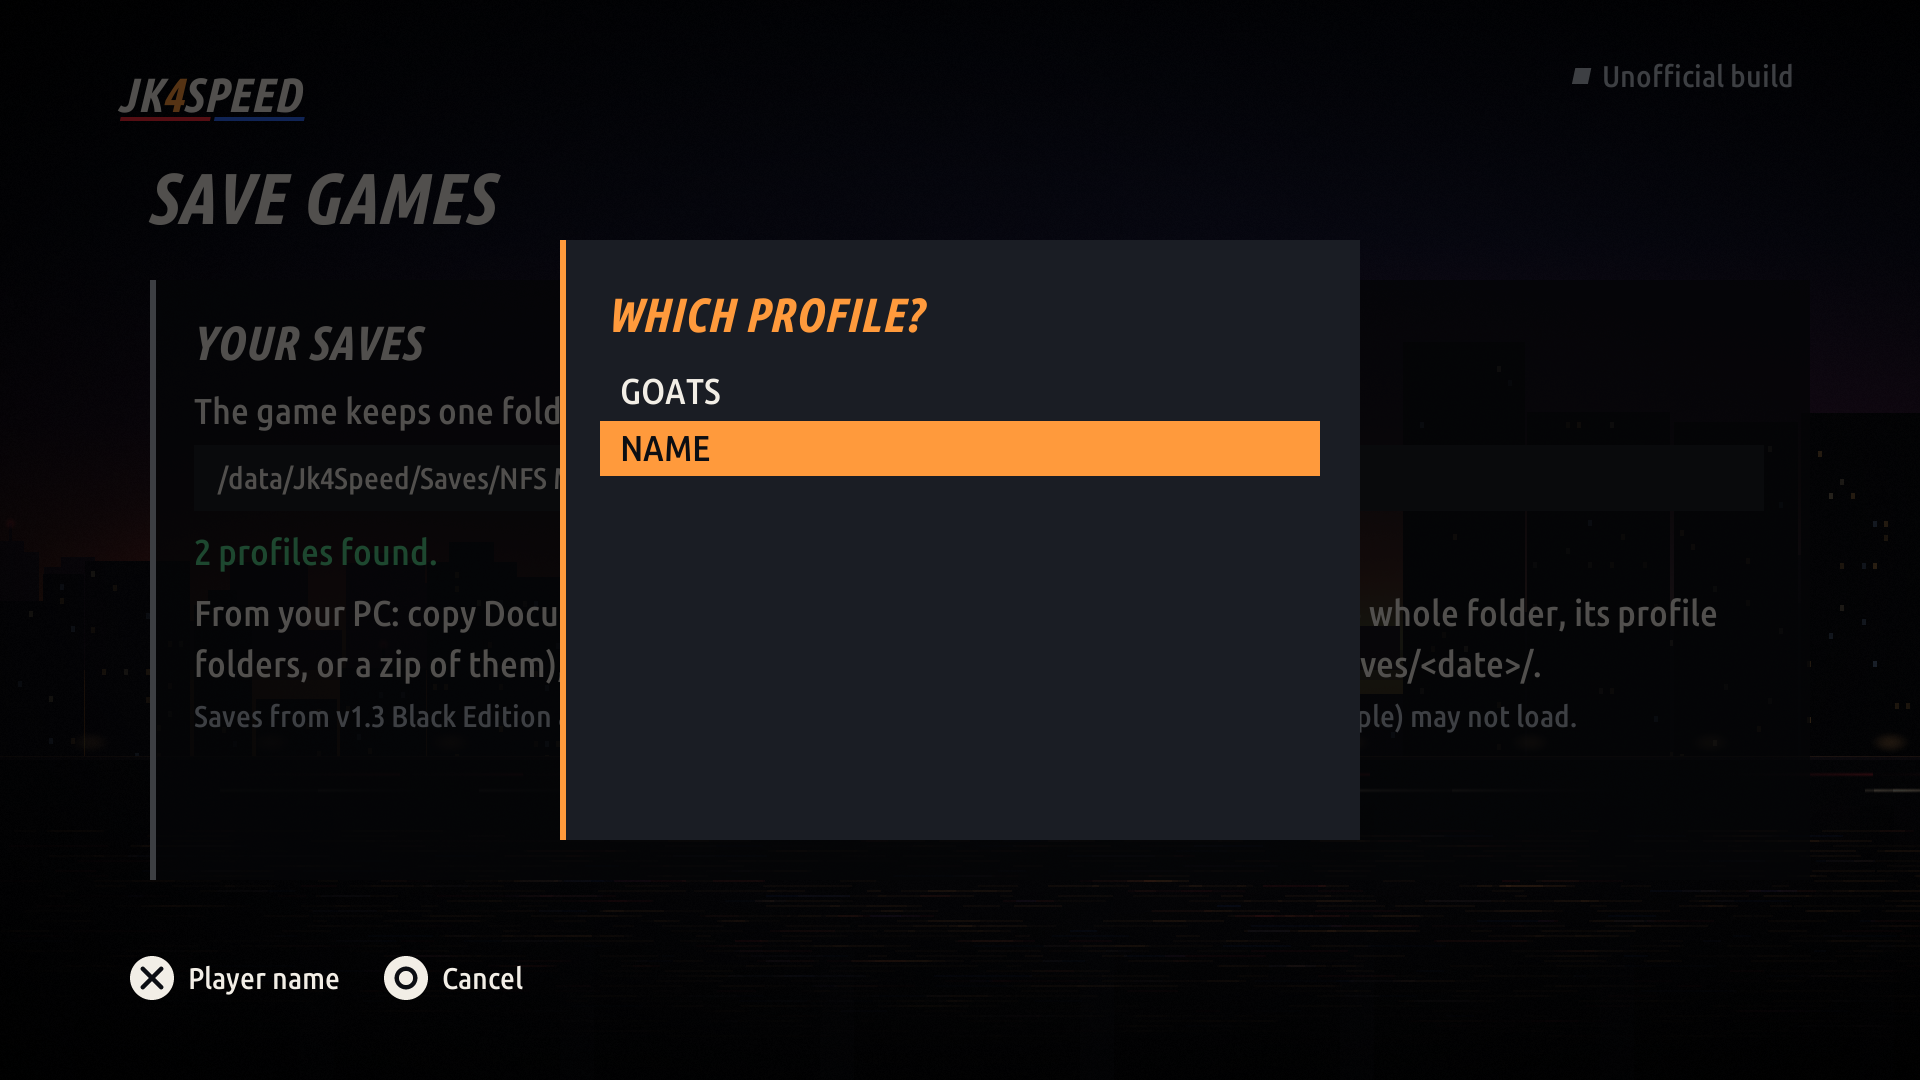 JK4SPEED
Unofficial build
SAVE GAMES
YOUR SAVES
The game keeps one fold
/data/Jk4Speed/Saves/NFS
2 profiles found.
From your PC: copy Docu whole folder, its profile
folders, or a zip of them) ves/<date>/.
Saves from v1.3 Black Edition ple) may not load.
WHICH PROFILE?
GOATS
NAME
Player name
Cancel